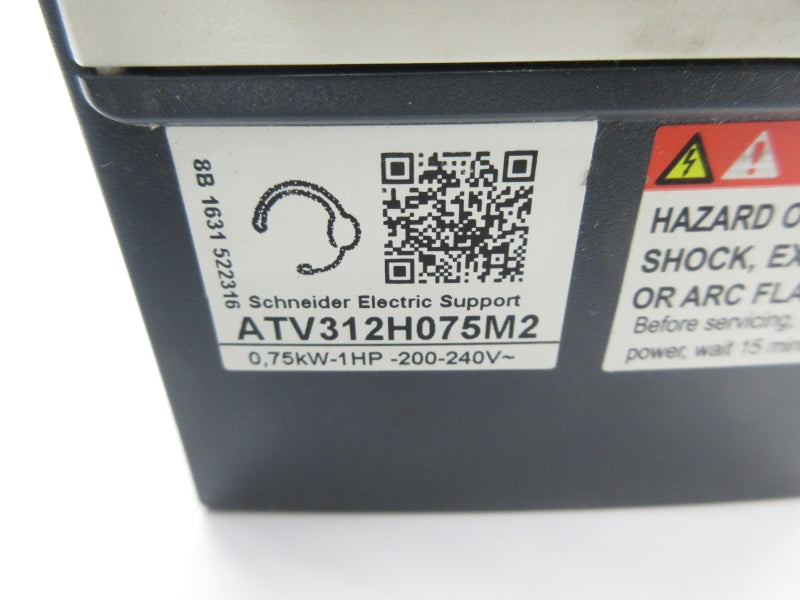 8B 1631 522316
Schneider Electric Support
ATV312H075M2
0,75kW-1HP -200-240V~
HAZARD O
SHOCK, EX
OR ARC FLA
Before servicing,
power, wait 15 min